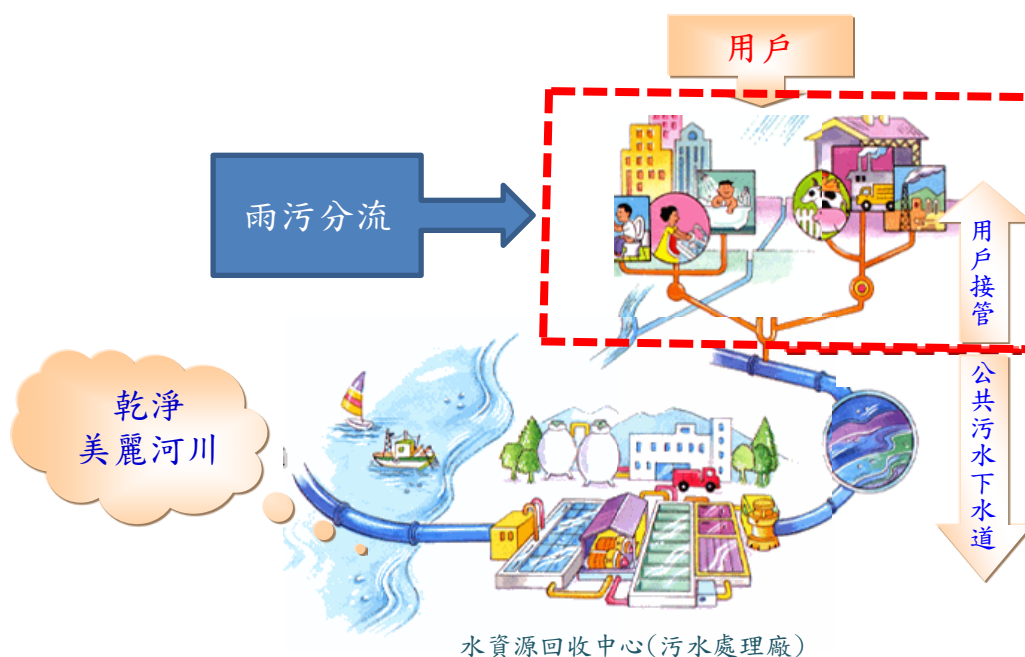 用戶
雨污分流
用戶接管
乾淨
美麗河川
公共污水下水道
水資源回收中心(污水處理廠)